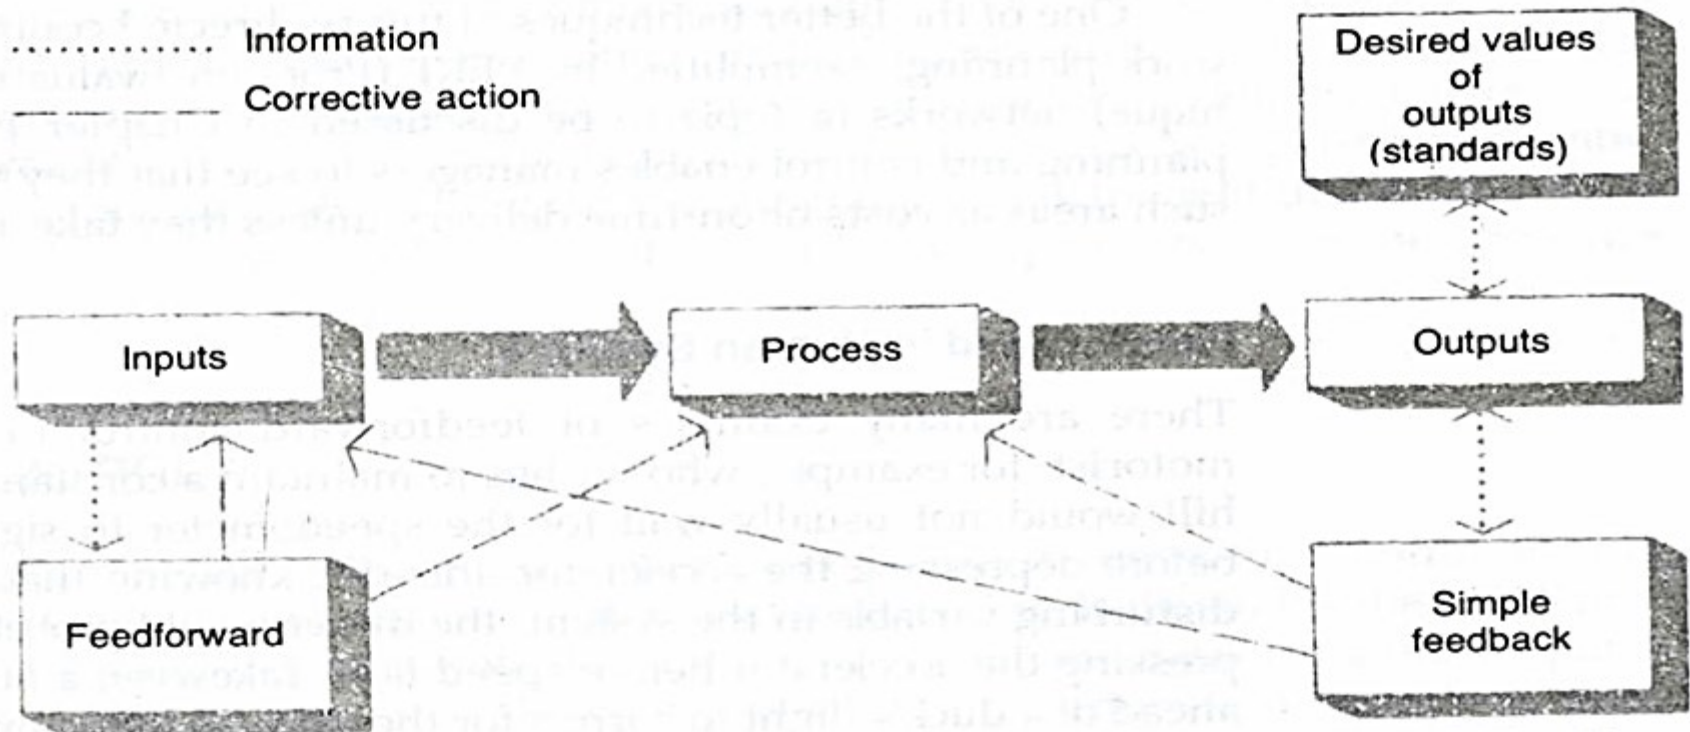 Information
Corrective action
Desired values
of
outputs
(standards)
Inputs
Process
Outputs
Feedforward
Simple
feedback